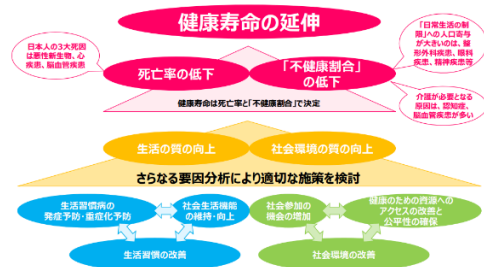 健康寿命の延伸
日本人の3大死因
は悪性新生物、心
疾患、脳血管疾患
「日常生活の制
限」への人口寄与
が大きいのは、整
形外科疾患、眼科
疾患、精神疾患等
死亡率の低下
「不健康割合」
の低下
健康寿命は死亡率と「不健康割合」で決定
介護が必要となる
原因は、認知症、
脳血管疾患が多い
生活の質の向上
社会環境の質の向上
さらなる要因分析により適切な施策を検討
生活習慣病の
発症予防・重症化予防
社会生活機能
の維持・向上
社会参加の
機会の増加
健康のための資源への
アクセスの改善と
公平性の確保
生活習慣の改善
社会環境の改善